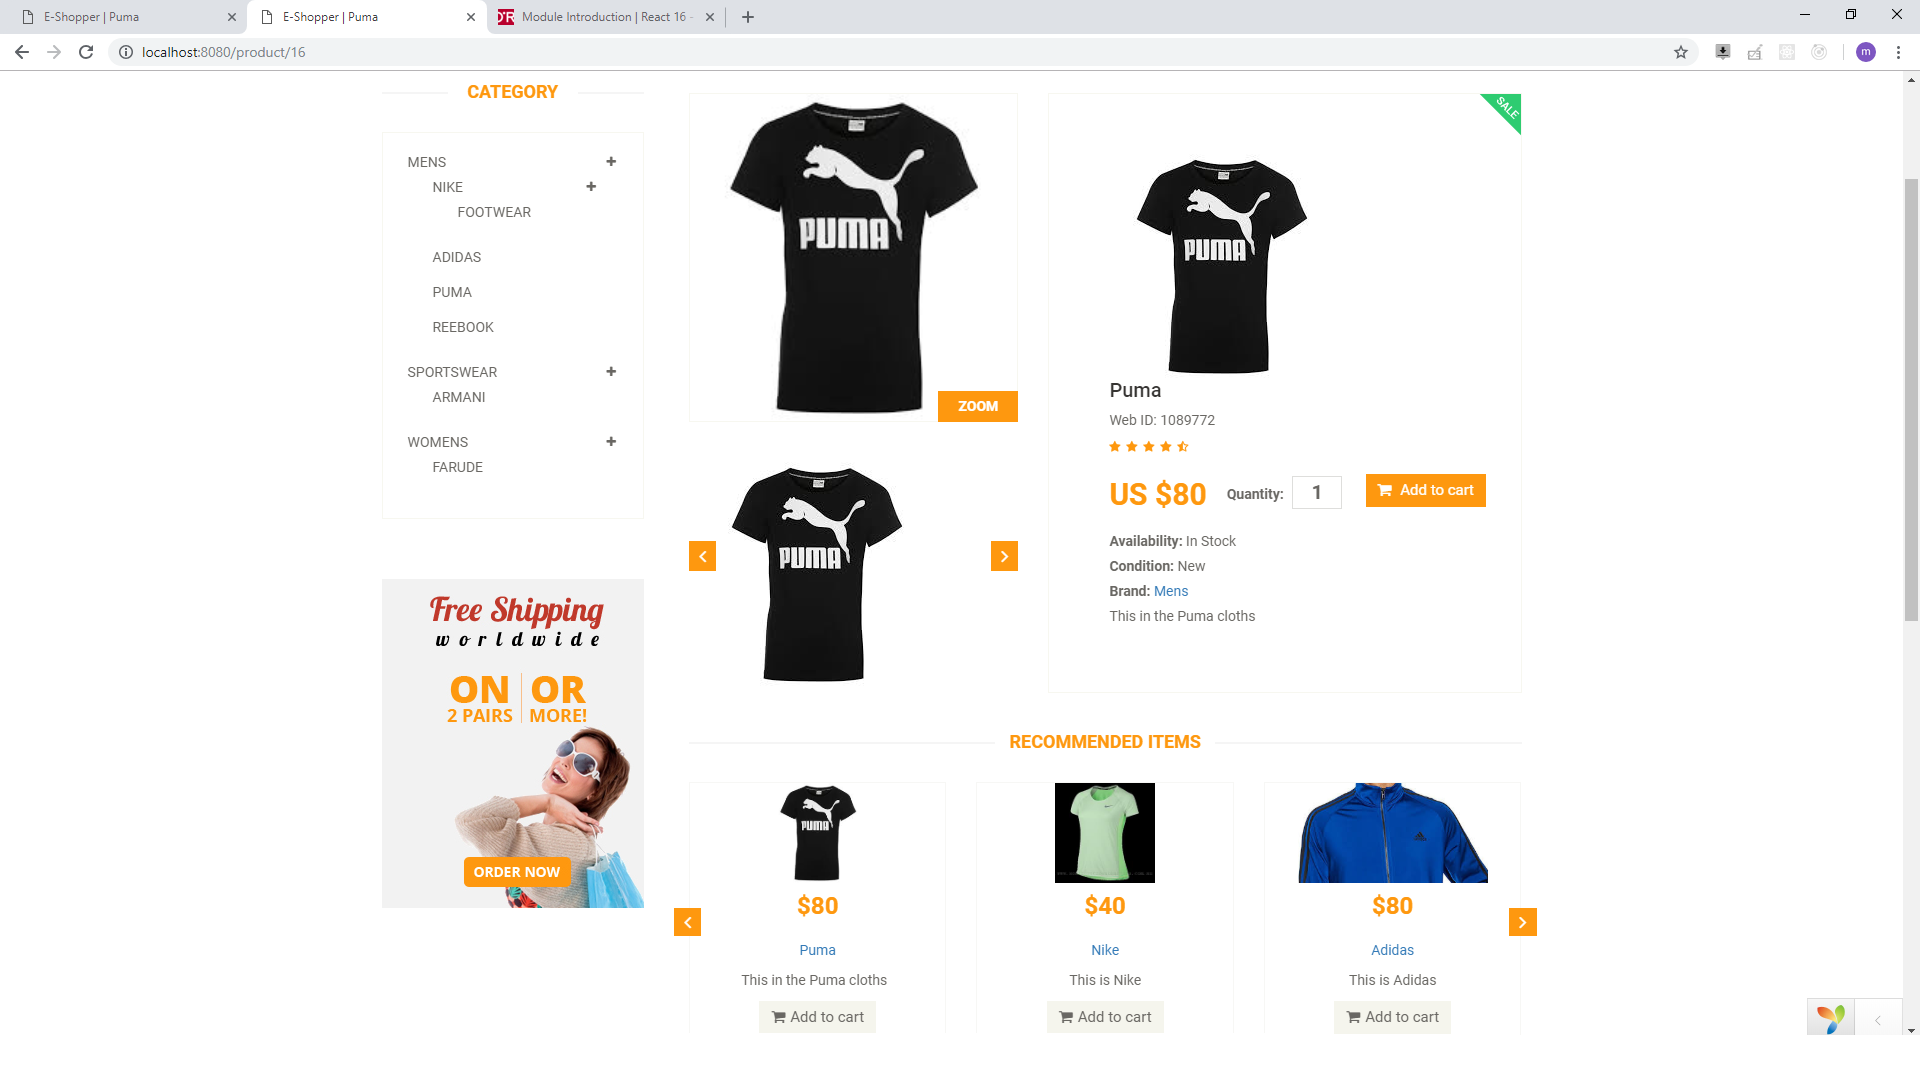 E-Shopper | Puma
E-Shopper | Puma
Module Introduction | React 16 -
localhost:8080/product/16
m
CATEGORY
MENS
NIKE
FOOTWEAR
ADIDAS
PUMA
REEBOOK
SPORTSWEAR
ARMANI
WOMENS
FARUDE
Free Shipping
worldwide
ON OR
2 PAIRS MORE!
ORDER NOW
PUMA
ZOOM
PUMA
SALE
PUMA
Puma
Web ID: 1089772
US $80 Quantity: 1 Add to cart
Availability: In Stock
Condition: New
Brand: Mens
This in the Puma cloths
RECOMMENDED ITEMS
PUMA
$80
Puma
This in the Puma cloths
Add to cart
$40
Nike
This is Nike
Add to cart
$80
Adidas
This is Adidas
Add to cart